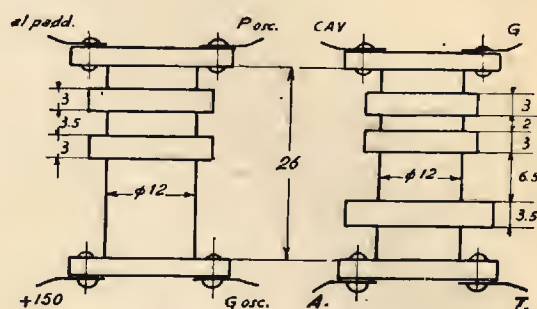 al padd. P osc. CAV G
3 3
3.5 2
3 3
26
φ12 φ12 6.5
3.5
+150 G osc. A. T.